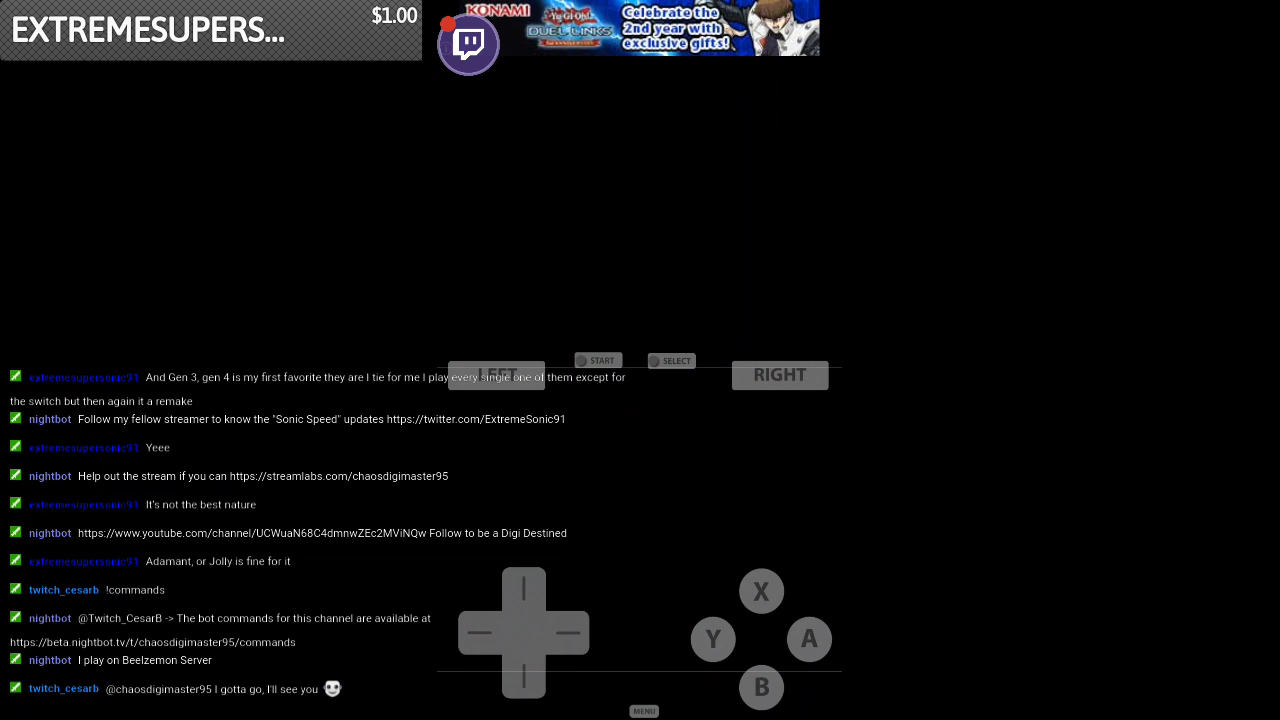 EXTREMESUPERS...
$1.00
KONAMI
Yu-Gi-Oh!
DUEL LINKS
Celebrate the
2nd year with
exclusive gifts!
START
SELECT
LEFT
RIGHT
extremesupersonic91 And Gen 3, gen 4 is my first favorite they are I tie for me I play every single one of them except for
the switch but then again it a remake
nightbot Follow my fellow streamer to know the "Sonic Speed" updates https://twitter.com/ExtremeSonic91
extremesupersonic91 Yeee
nightbot Help out the stream if you can https://streamlabs.com/chaosdigimaster95
extremesupersonic91 It's not the best nature
nightbot https://www.youtube.com/channel/UCWuaN68C4dmnwZEc2MViNQw Follow to be a Digi Destined
extremesupersonic91 Adamant, or Jolly is fine for it
twitch_cesarb !commands
nightbot @Twitch_CesarB -> The bot commands for this channel are available at
https://beta.nightbot.tv/t/chaosdigimaster95/commands
nightbot I play on Beelzemon Server
twitch_cesarb @chaosdigimaster95 I gotta go, I'll see you
X
Y
A
B
MENU